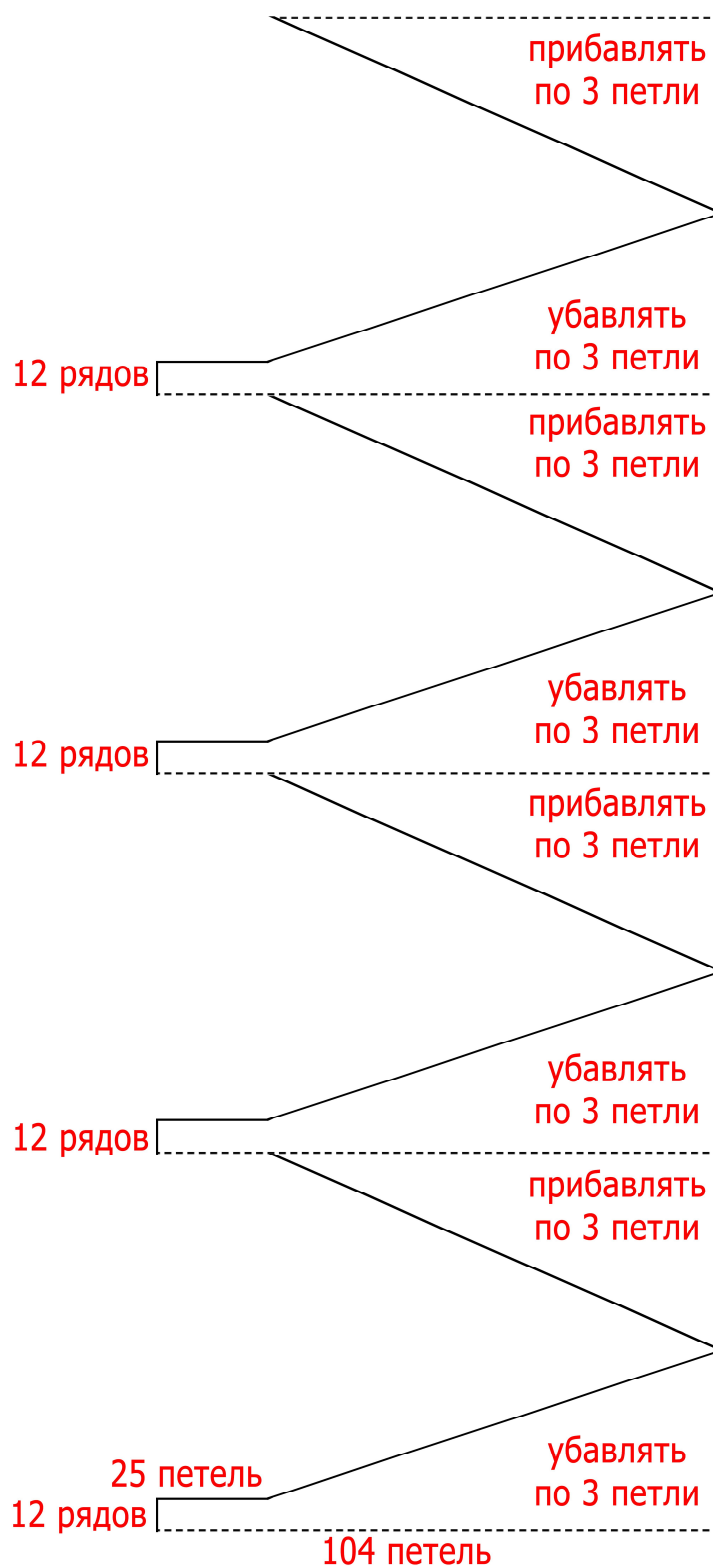 прибавлять
по 3 петли
убавлять
по 3 петли
12 рядов
прибавлять
по 3 петли
убавлять
по 3 петли
12 рядов
прибавлять
по 3 петли
убавлять
по 3 петли
12 рядов
прибавлять
по 3 петли
убавлять
по 3 петли
25 петель
12 рядов
104 петель